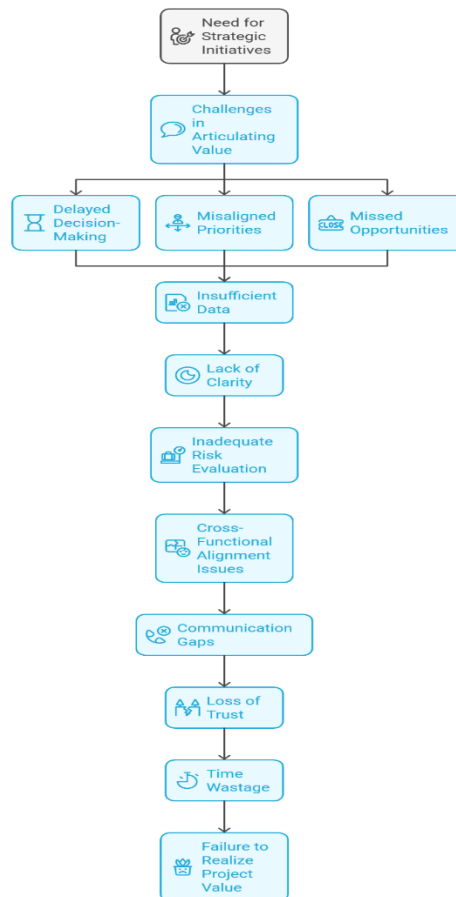 Need for
Strategic
Initiatives
Challenges
in
Articulating
Value
Delayed
Decision-
Making
Misaligned
Priorities
CLOSE
Missed
Opportunities
Insufficient
Data
Lack of
Clarity
Inadequate
Risk
Evaluation
Cross-
Functional
Alignment
Issues
Communication
Gaps
Loss of
Trust
Time
Wastage
Failure to
Realize
Project
Value